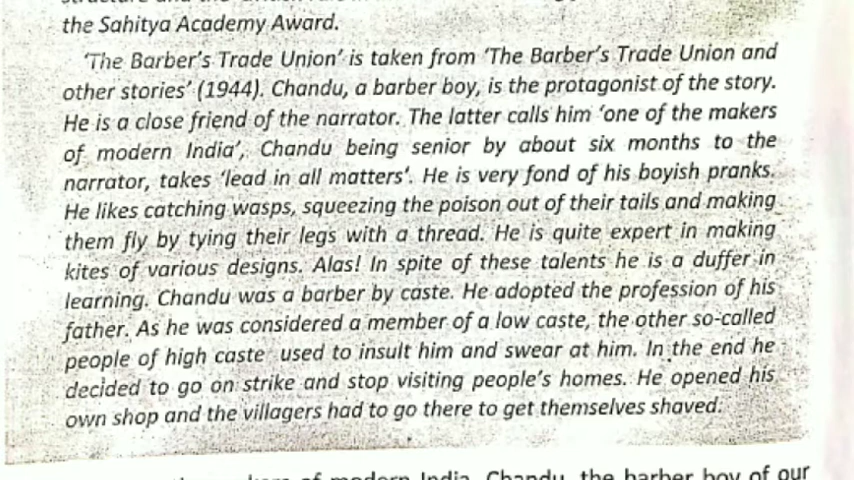 the Sahitya Academy Award.
‘The Barber’s Trade Union’ is taken from ‘The Barber’s Trade Union and
other stories’ (1944). Chandu, a barber boy, is the protagonist of the story.
He is a close friend of the narrator. The latter calls him ‘one of the makers
of modern India’, Chandu being senior by about six months to the
narrator, takes ‘lead in all matters’. He is very fond of his boyish pranks.
He likes catching wasps, squeezing the poison out of their tails and making
them fly by tying their legs with a thread. He is quite expert in making
kites of various designs. Alas! In spite of these talents he is a duffer in
learning. Chandu was a barber by caste. He adopted the profession of his
father. As he was considered a member of a low caste, the other so-called
people of high caste used to insult him and swear at him. In the end he
decided to go on strike and stop visiting people’s homes. He opened his
own shop and the villagers had to go there to get themselves shaved.
of modern India, Chandu, the barber boy of our